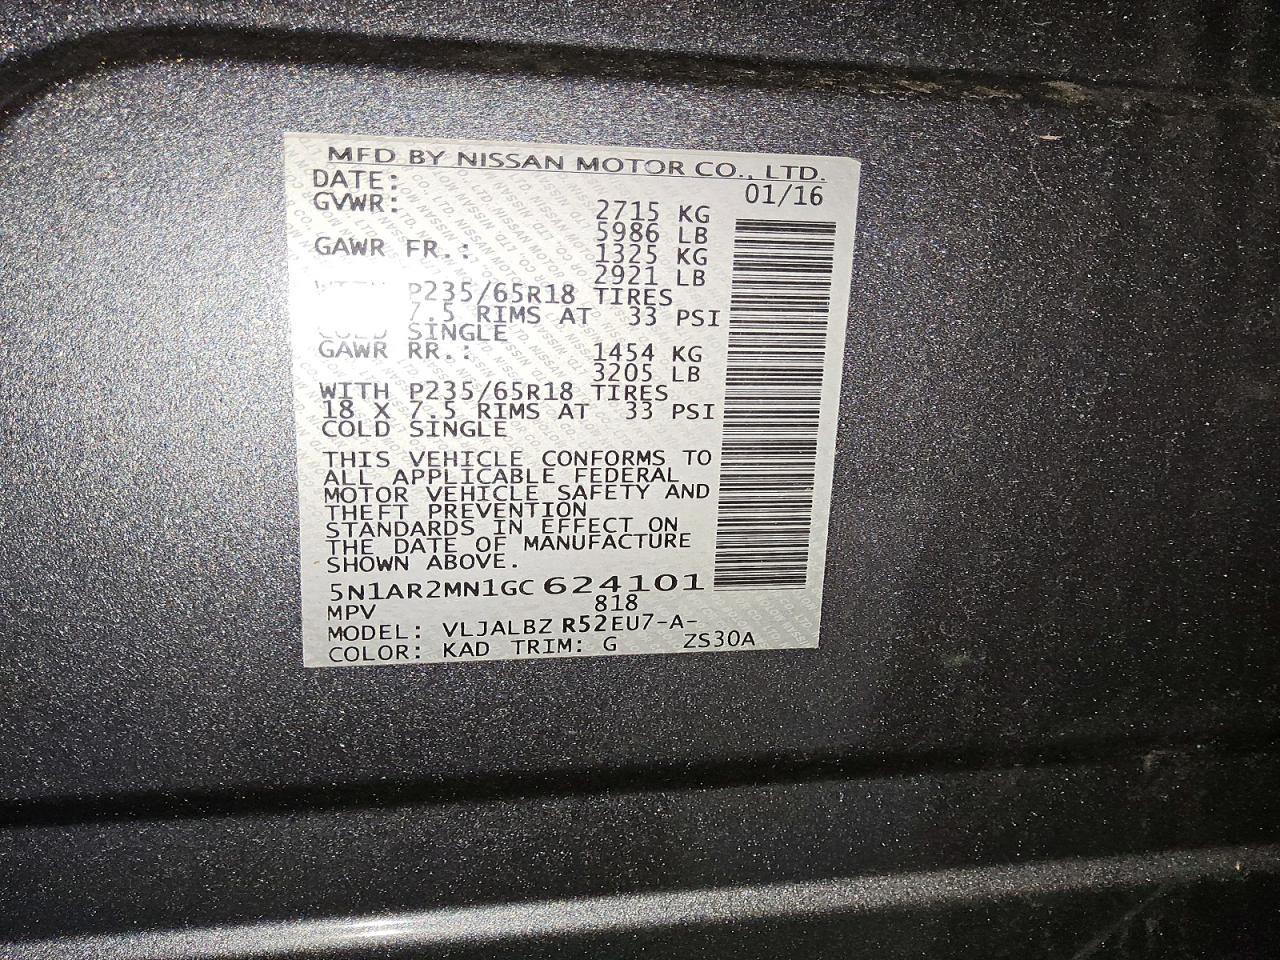 MFD BY NISSAN MOTOR CO., LTD.
DATE: 01/16
GVWR: 2715 KG
5986 LB
GAWR FR.: 1325 KG
2921 LB
WITH P235/65R18 TIRES
7.5 RIMS AT 33 PSI
COLD SINGLE
GAWR RR.: 1454 KG
3205 LB
WITH P235/65R18 TIRES
18 X 7.5 RIMS AT 33 PSI
COLD SINGLE
THIS VEHICLE CONFORMS TO
ALL APPLICABLE FEDERAL
MOTOR VEHICLE SAFETY AND
THEFT PREVENTION
STANDARDS IN EFFECT ON
THE DATE OF MANUFACTURE
SHOWN ABOVE.
5N1AR2MN1GC 624101
MPV 818
MODEL: VLJALBZ R52EU7-A-
COLOR: KAD TRIM: G ZS30A